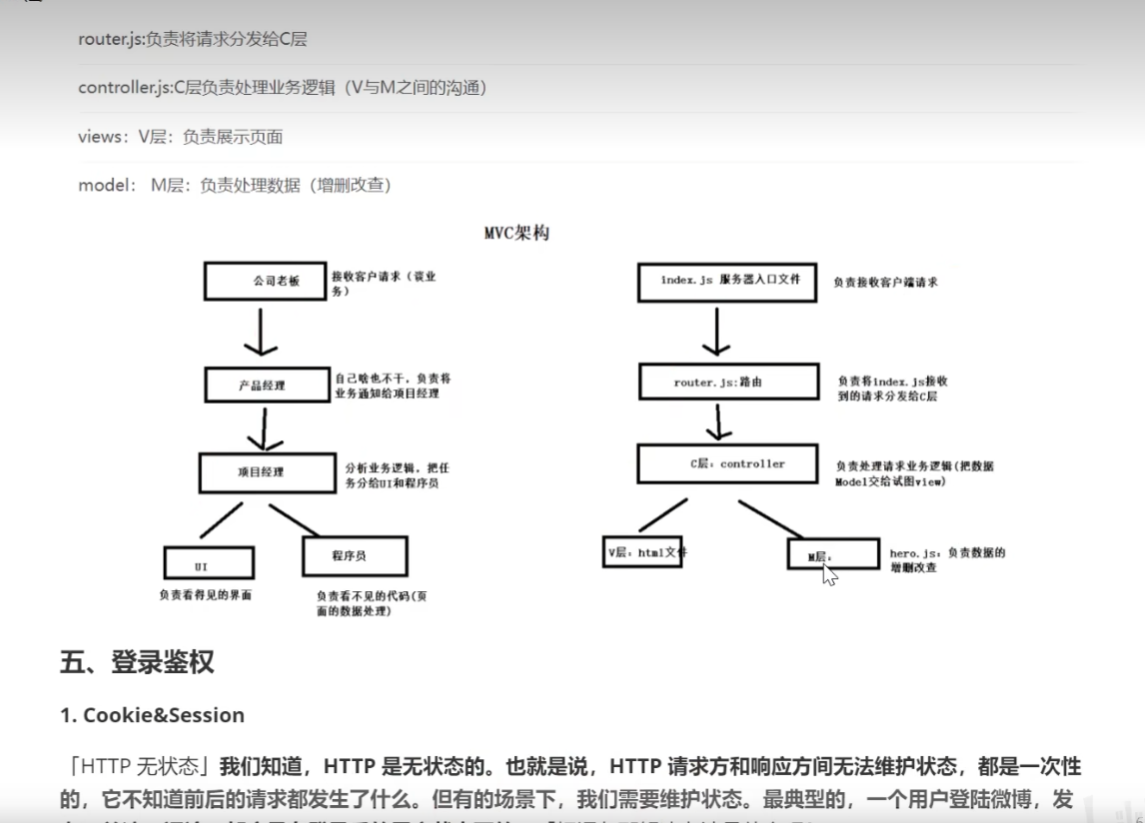 router.js:负责将请求分发给C层
controller.js:C层负责处理业务逻辑（V与M之间的沟通）
views：V层：负责展示页面
model： M层：负责处理数据（增删改查）
MVC架构
公司老板
接收客户请求（谈业
务）
产品经理
自己啥也不干，负责将
业务通知给项目经理
项目经理
分析业务逻辑，把任
务分给UI和程序员
UI
负责看得见的界面
程序员
负责看不见的代码(页
面的数据处理)
index.js 服务器入口文件
负责接收客户端请求
router.js:路由
负责将index.js接收
到的请求分发给C层
C层：controller
负责处理请求业务逻辑(把数据
Model交给试图view)
V层：html文件
M层：
hero.js：负责数据的
增删改查
五、登录鉴权
1. Cookie&Session
「HTTP 无状态」我们知道，HTTP 是无状态的。也就是说，HTTP 请求方和响应方间无法维护状态，都是一次性
的，它不知道前后的请求都发生了什么。但有的场景下，我们需要维护状态。最典型的，一个用户登陆微博，发